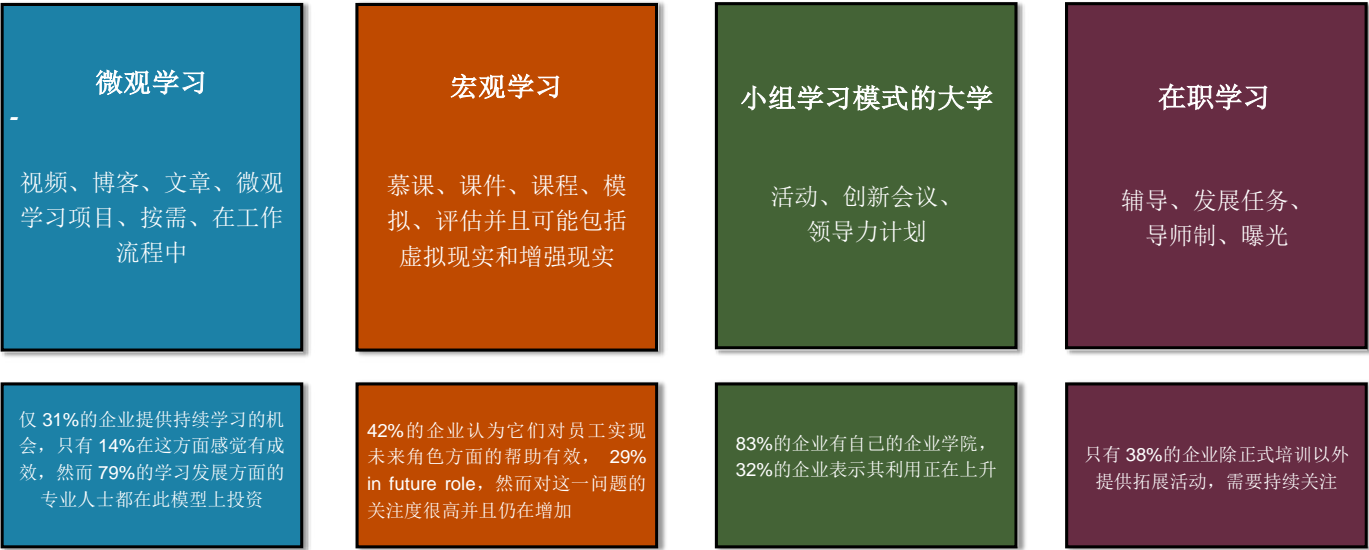 微观学习
-
视频、博客、文章、微观
学习项目、按需、在工作
流程中
宏观学习
慕课、课件、课程、模
拟、评估并且可能包括
虚拟现实和增强现实
小组学习模式的大学
活动、创新会议、
领导力计划
在职学习
辅导、发展任务、
导师制、曝光
仅 31%的企业提供持续学习的机
会，只有 14%在这方面感觉有成
效，然而 79%的学习发展方面的
专业人士都在此模型上投资
42%的企业认为它们对员工实现
未来角色方面的帮助有效， 29%
in future role，然而对这一问题的
关注度很高并且仍在增加
83%的企业有自己的企业学院，
32%的企业表示其利用正在上升
只有 38%的企业除正式培训以外
提供拓展活动，需要持续关注